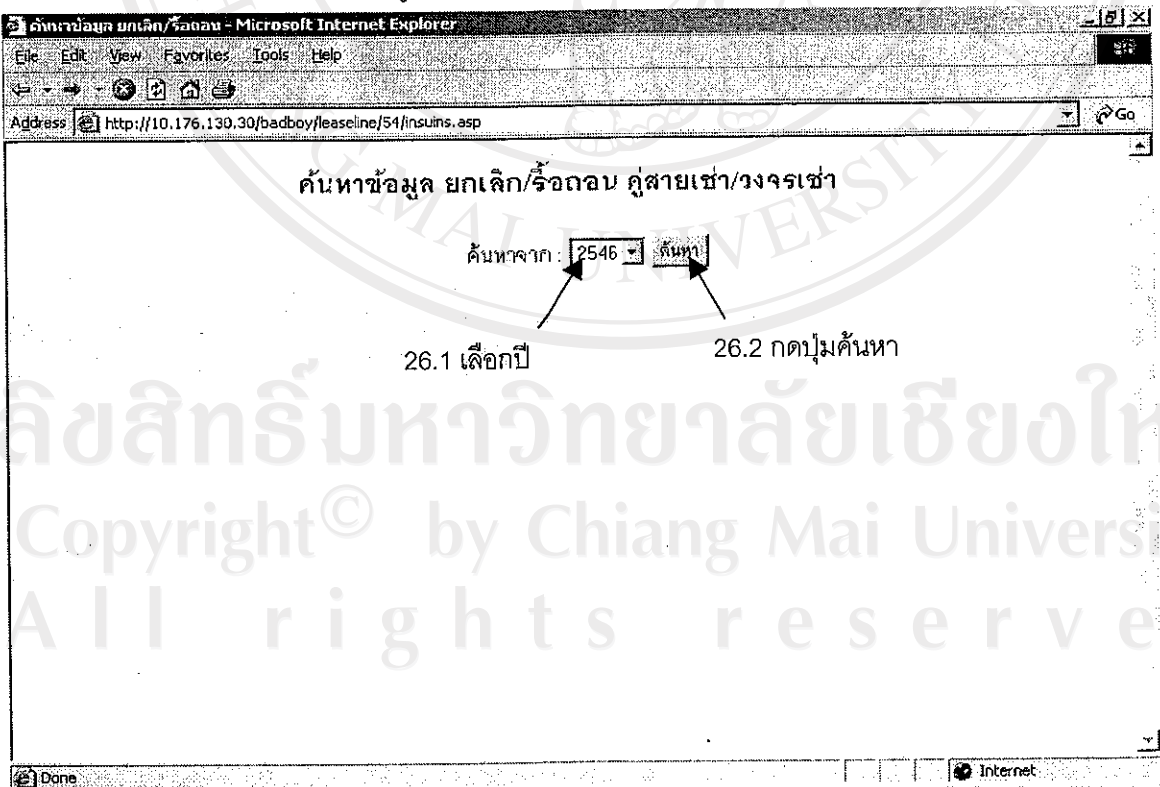 ค้นหาข้อมูล ยกเลิก/รื้อถอน - Microsoft Internet Explorer
File Edit View Favorites Tools Help
Address http://10.176.130.30/badboy/leaseline/54/insuins.asp Go
MAI UNIVERSITY
ค้นหาข้อมูล ยกเลิก/รื้อถอน คู่สายเช่า/วงจรเช่า
ค้นหาจาก : 2546 ค้นหา
26.1 เลือกปี 26.2 กดปุ่มค้นหา
ลิขสิทธิ์มหาวิทยาลัยเชียงให
Copyright © by Chiang Mai Universi
All rights reserve
Done Internet